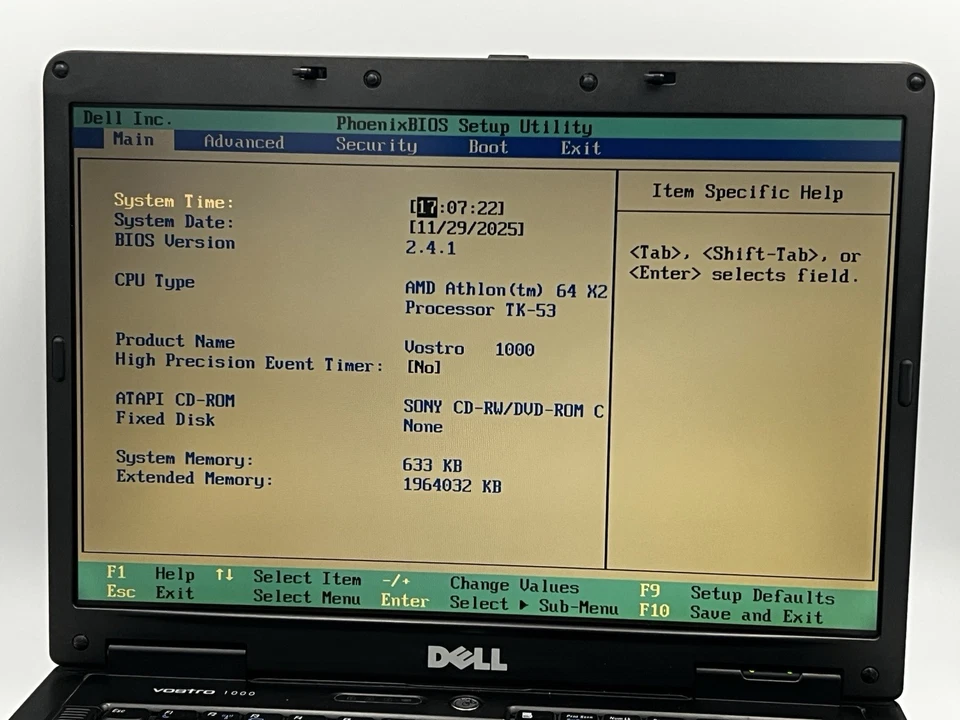 Dell Inc.
PhoenixBIOS Setup Utility
Main Advanced Security Boot Exit
Item Specific Help
System Time: [17:07:22]
System Date: [11/29/2025]
BIOS Version 2.4.1
<Tab>, <Shift-Tab>, or
<Enter> selects field.
CPU Type AMD Athlon(tm) 64 X2
Processor TK-53
Product Name Vostro 1000
High Precision Event Timer: [No]
ATAPI CD-ROM SONY CD-RW/DVD-ROM C
Fixed Disk None
System Memory: 633 KB
Extended Memory: 1964032 KB
F1 Help ↑↓ Select Item -/+ Change Values F9 Setup Defaults
Esc Exit Select Menu Enter Select ▶ Sub-Menu F10 Save and Exit
DELL
VOSTRO 1000
Esc F1 F2 F3 F4